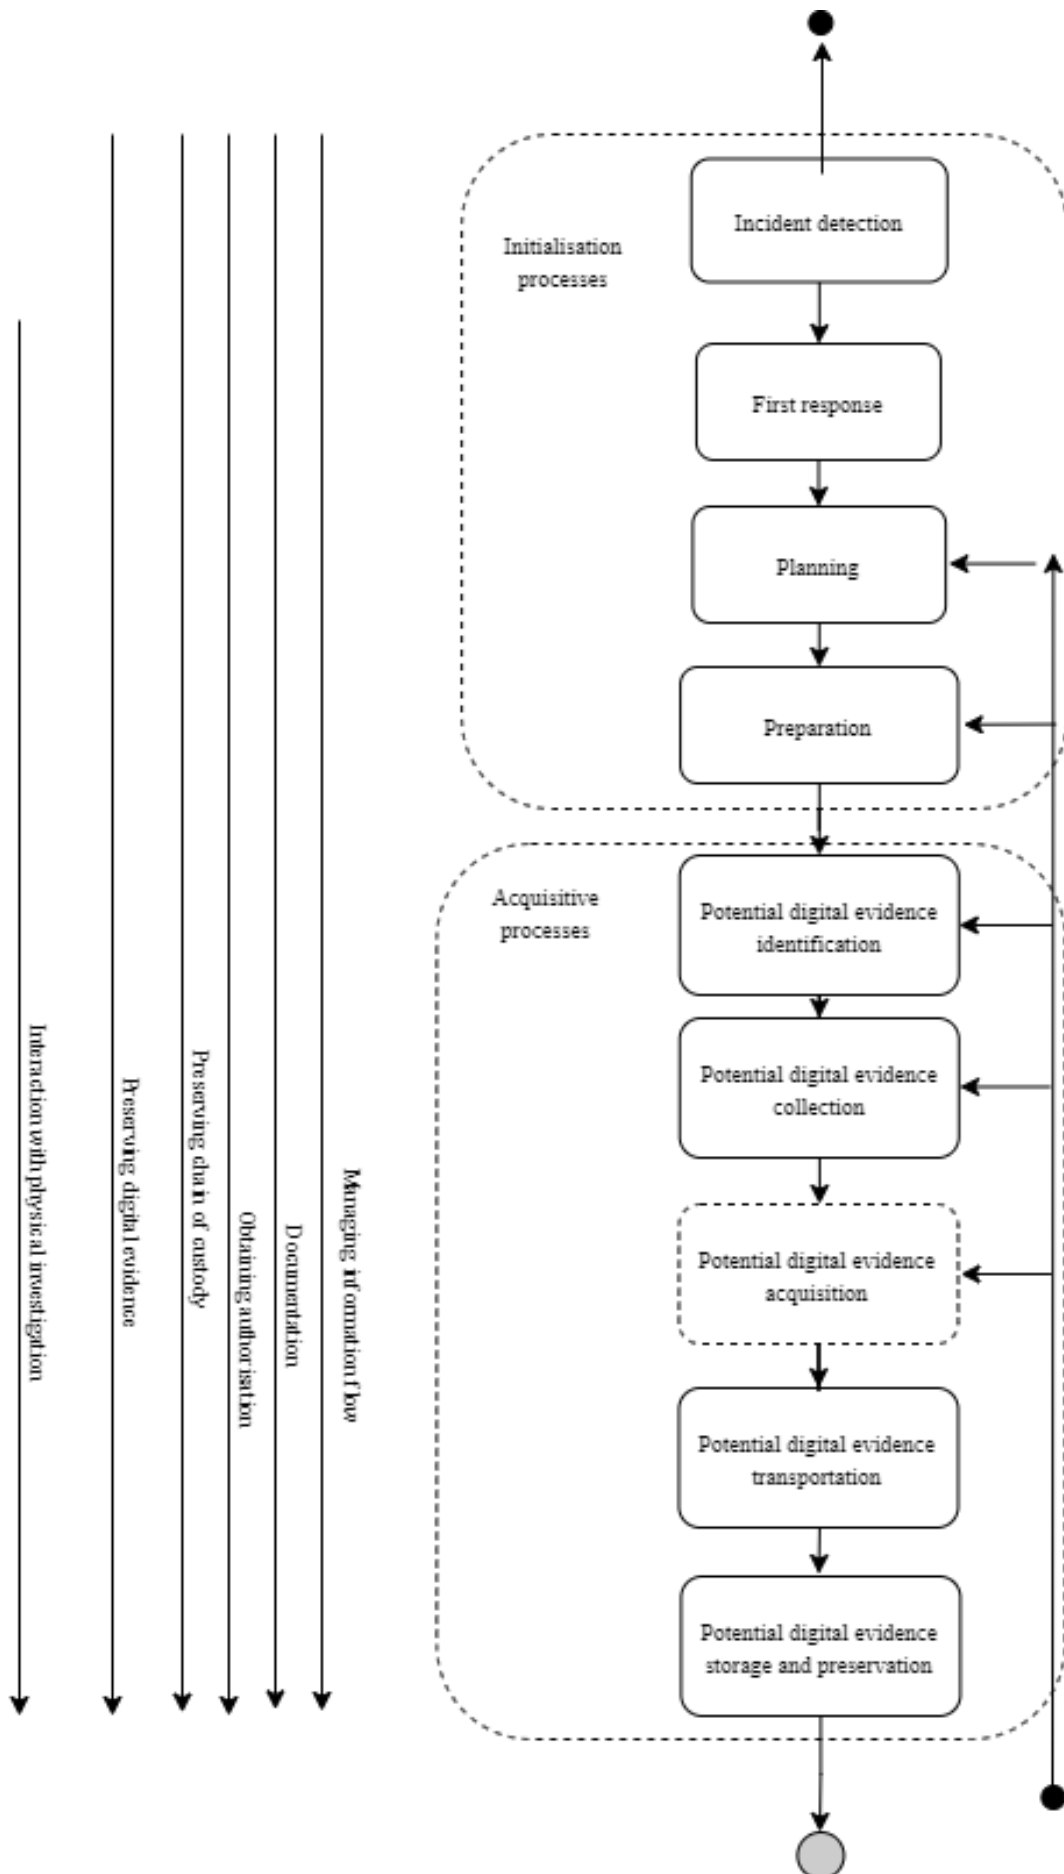 Incident detection
Initialisation
processes
First response
Planning
Preparation
Acquisitive
processes
Potential digital evidence
identification
Potential digital evidence
collection
Potential digital evidence
acquisition
Potential digital evidence
transportation
Potential digital evidence
storage and preservation
Interaction with physical investigation
Preserving digital evidence
Preserving chain of custody
Obtaining authorisation
Documentation
Managing information flow